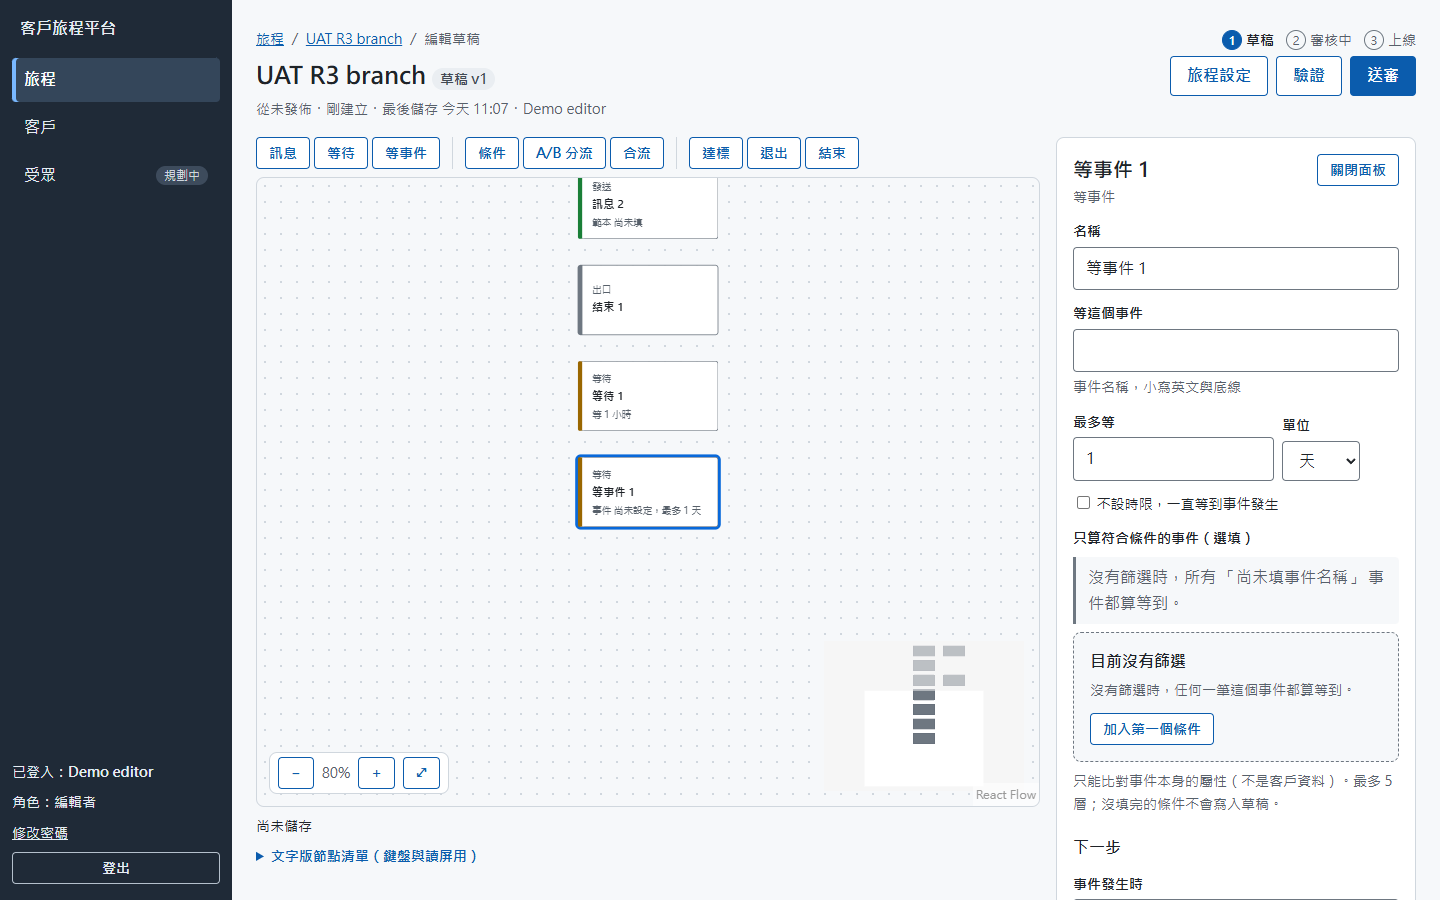 客戶旅程平台
旅程
客戶
受眾 規劃中
已登入：Demo editor
角色：編輯者
修改密碼
登出
旅程 / UAT R3 branch / 編輯草稿
UAT R3 branch 草稿 v1
從未發佈 · 剛建立 · 最後儲存 今天 11:07 · Demo editor
1 草稿 2 審核中 3 上線
旅程設定 驗證 送審
訊息 等待 等事件 條件 A/B 分流 合流 達標 退出 結束
發送
訊息 2
範本 尚未填
出口
結束 1
等待
等待 1
等 1 小時
等待
等事件 1
事件 尚未設定，最多 1 天
− 80% + ⤢
React Flow
尚未儲存
▶ 文字版節點清單（鍵盤與讀屏用）
等事件 1 關閉面板
等事件
名稱
等事件 1
等這個事件
事件名稱，小寫英文與底線
最多等 單位
1 天
不設時限，一直等到事件發生
只算符合條件的事件（選填）
沒有篩選時，所有「尚未填事件名稱」事
件都算等到。
目前沒有篩選
沒有篩選時，任何一筆這個事件都算等到。
加入第一個條件
只能比對事件本身的屬性（不是客戶資料）。最多 5
層；沒填完的條件不會寫入草稿。
下一步
事件發生時